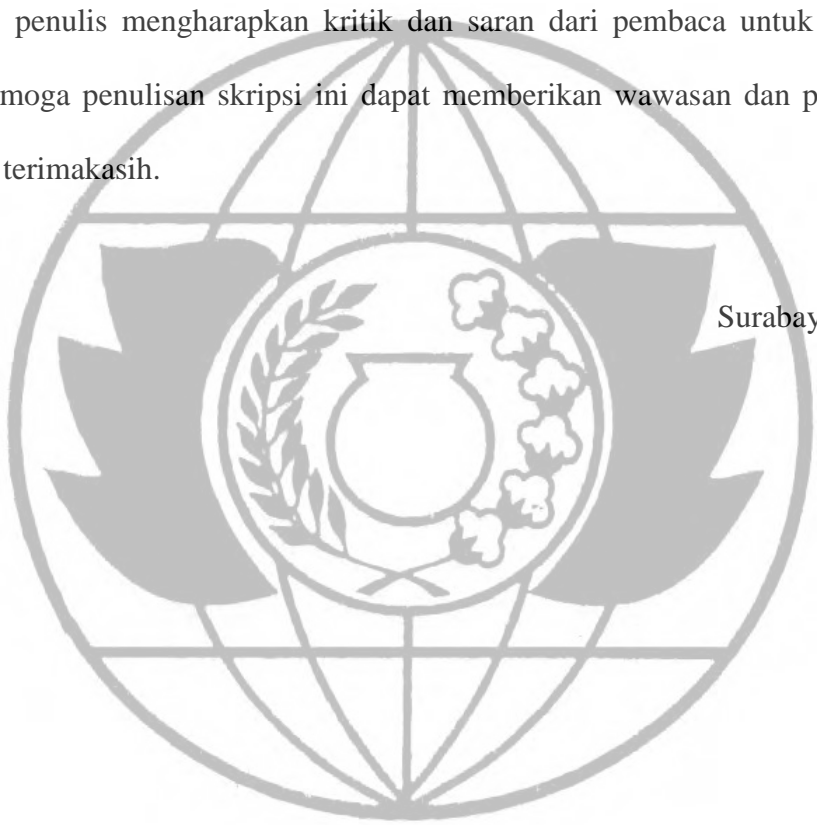 penulis mengharapkan kritik dan saran dari pembaca untuk
moga penulisan skripsi ini dapat memberikan wawasan dan p
terimakasih.
Surabay